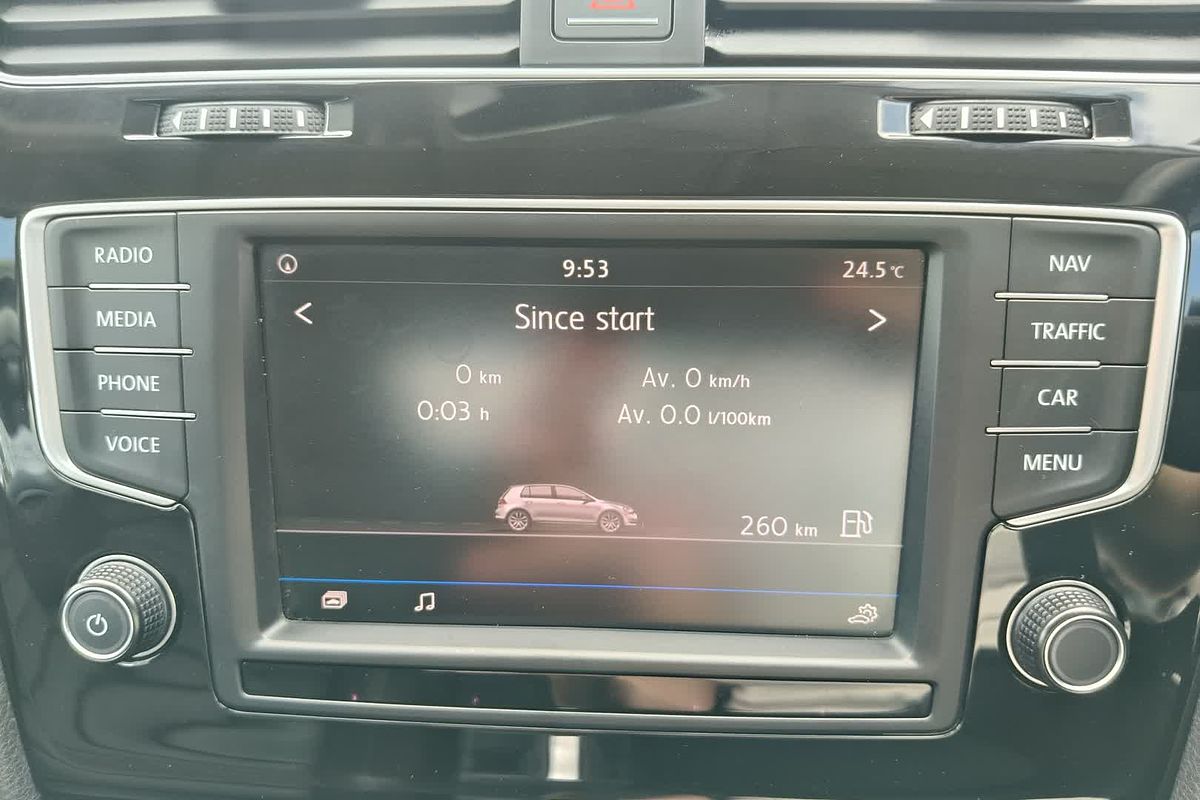 RADIO
MEDIA
PHONE
VOICE
9:53
24.5°C
< Since start >
0 km
Av. 0 km/h
0:03 h
Av. 0.0 l/100km
260 km
NAV
TRAFFIC
CAR
MENU